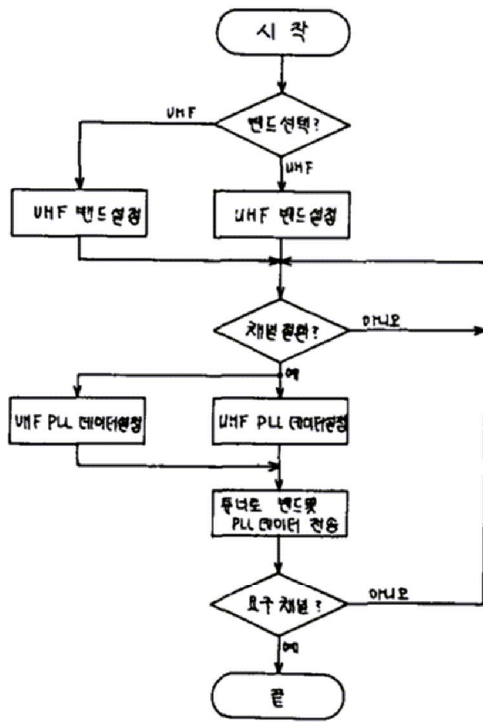 시 작
밴드선택?
UHF
UHF
UHF 밴드설정
UHF 밴드설정
채널전환?
아니오
예
UHF PLL 데이터설정
UHF PLL 데이터설정
튜너로 밴드및
PLL 데이터 전송
요구 채널?
아니오
예
끝